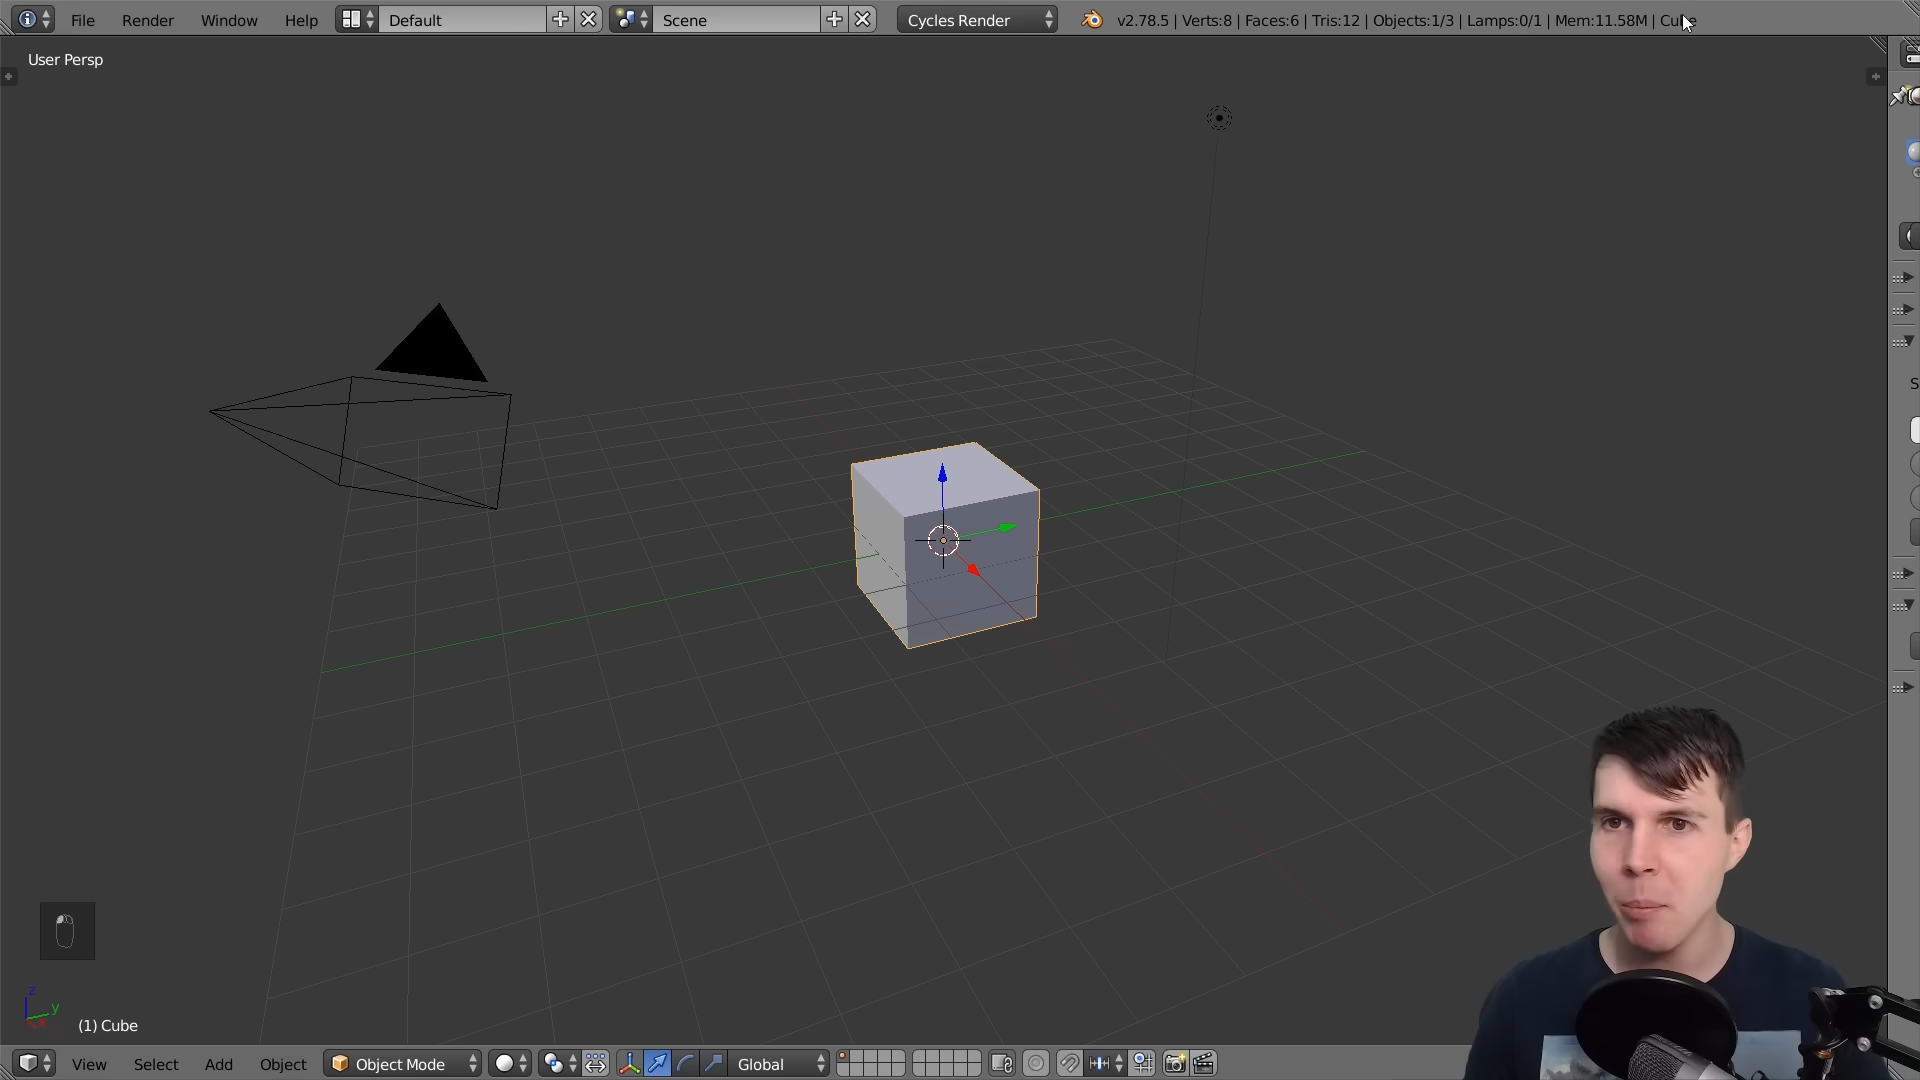 File Render Window Help Default Scene Cycles Render v2.78.5 | Verts:8 | Faces:6 | Tris:12 | Objects:1/3 | Lamps:0/1 | Mem:11.58M | Cube
User Persp
S
z
y
x
(1) Cube
View Select Add Object Object Mode Global